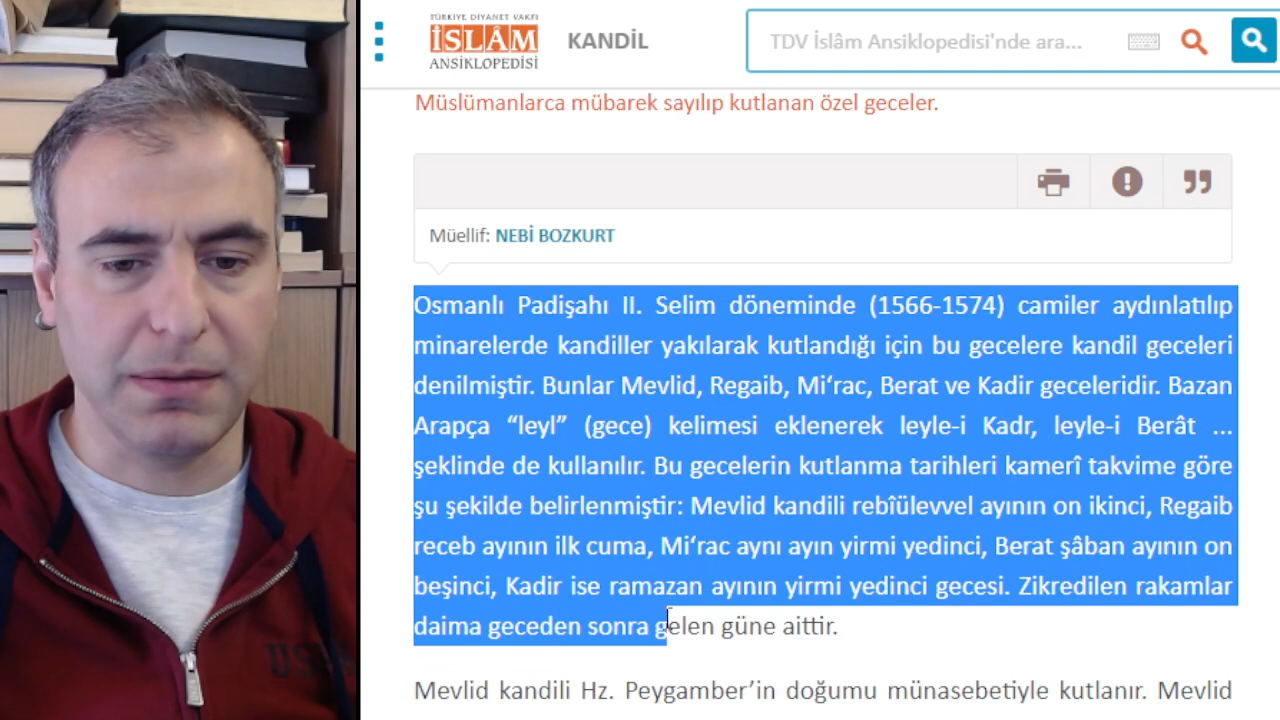 TÜRKİYE DİYANET VAKFI
İSLÂM
ANSİKLOPEDİSİ
KANDİL
TDV İslâm Ansiklopedisi'nde ara...
Müslümanlarca mübarek sayılıp kutlanan özel geceler.
Müellif: NEBİ BOZKURT
Osmanlı Padişahı II. Selim döneminde (1566-1574) camiler aydınlatılıp
minarelerde kandiller yakılarak kutlandığı için bu gecelere kandil geceleri
denilmiştir. Bunlar Mevlid, Regaib, Mi‘rac, Berat ve Kadir geceleridir. Bazan
Arapça “leyl” (gece) kelimesi eklenerek leyle-i Kadr, leyle-i Berât ...
şeklinde de kullanılır. Bu gecelerin kutlanma tarihleri kamerî takvime göre
şu şekilde belirlenmiştir: Mevlid kandili rebîülevvel ayının on ikinci, Regaib
receb ayının ilk cuma, Mi‘rac aynı ayın yirmi yedinci, Berat şâban ayının on
beşinci, Kadir ise ramazan ayının yirmi yedinci gecesi. Zikredilen rakamlar
daima geceden sonra gelen güne aittir.
Mevlid kandili Hz. Peygamber’in doğumu münasebetiyle kutlanır. Mevlid